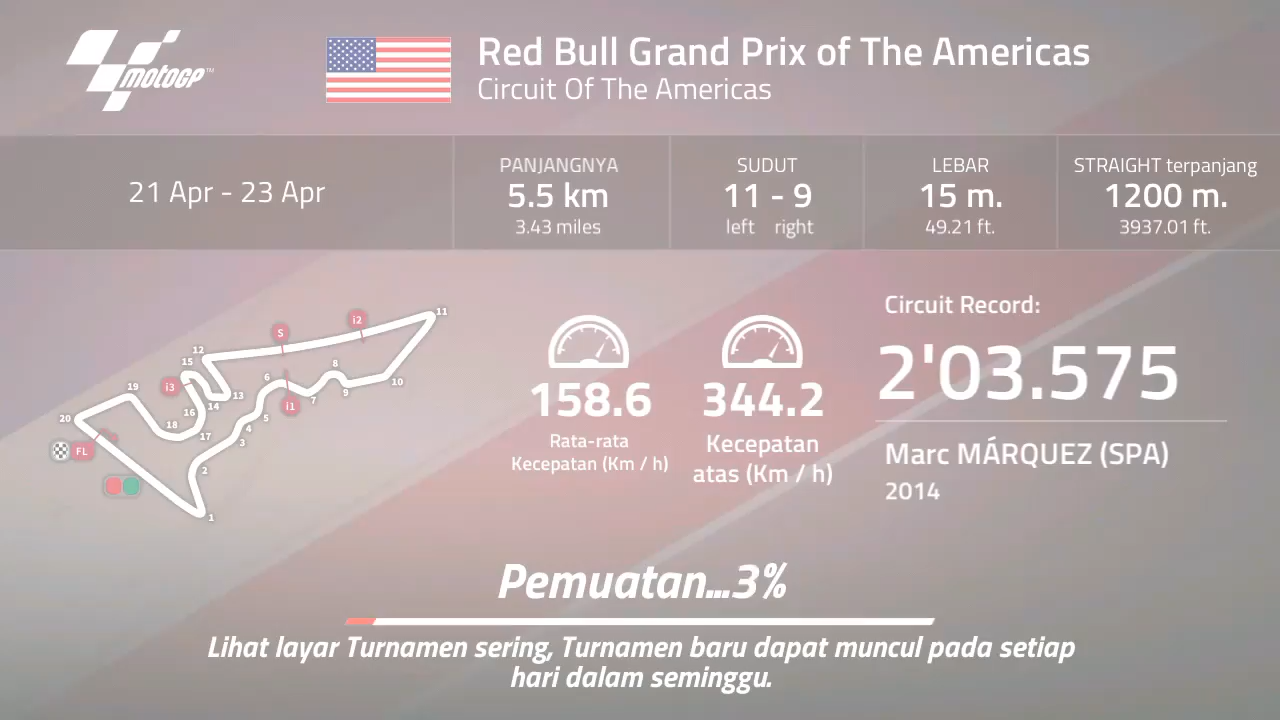 motoGP™
Red Bull Grand Prix of The Americas
Circuit Of The Americas
21 Apr - 23 Apr
PANJANGNYA
5.5 km
3.43 miles
SUDUT
11 - 9
left right
LEBAR
15 m.
49.21 ft.
STRAIGHT terpanjang
1200 m.
3937.01 ft.
11
i2
S
12
15
8
19
i3
6
10
13
9
14
i1
7
20
16
5
18
4
17
3
FL
2
1
158.6
Rata-rata
Kecepatan (Km / h)
344.2
Kecepatan
atas (Km / h)
Circuit Record:
2'03.575
Marc MÁRQUEZ (SPA)
2014
Pemuatan...3%
Lihat layar Turnamen sering, Turnamen baru dapat muncul pada setiap
hari dalam seminggu.